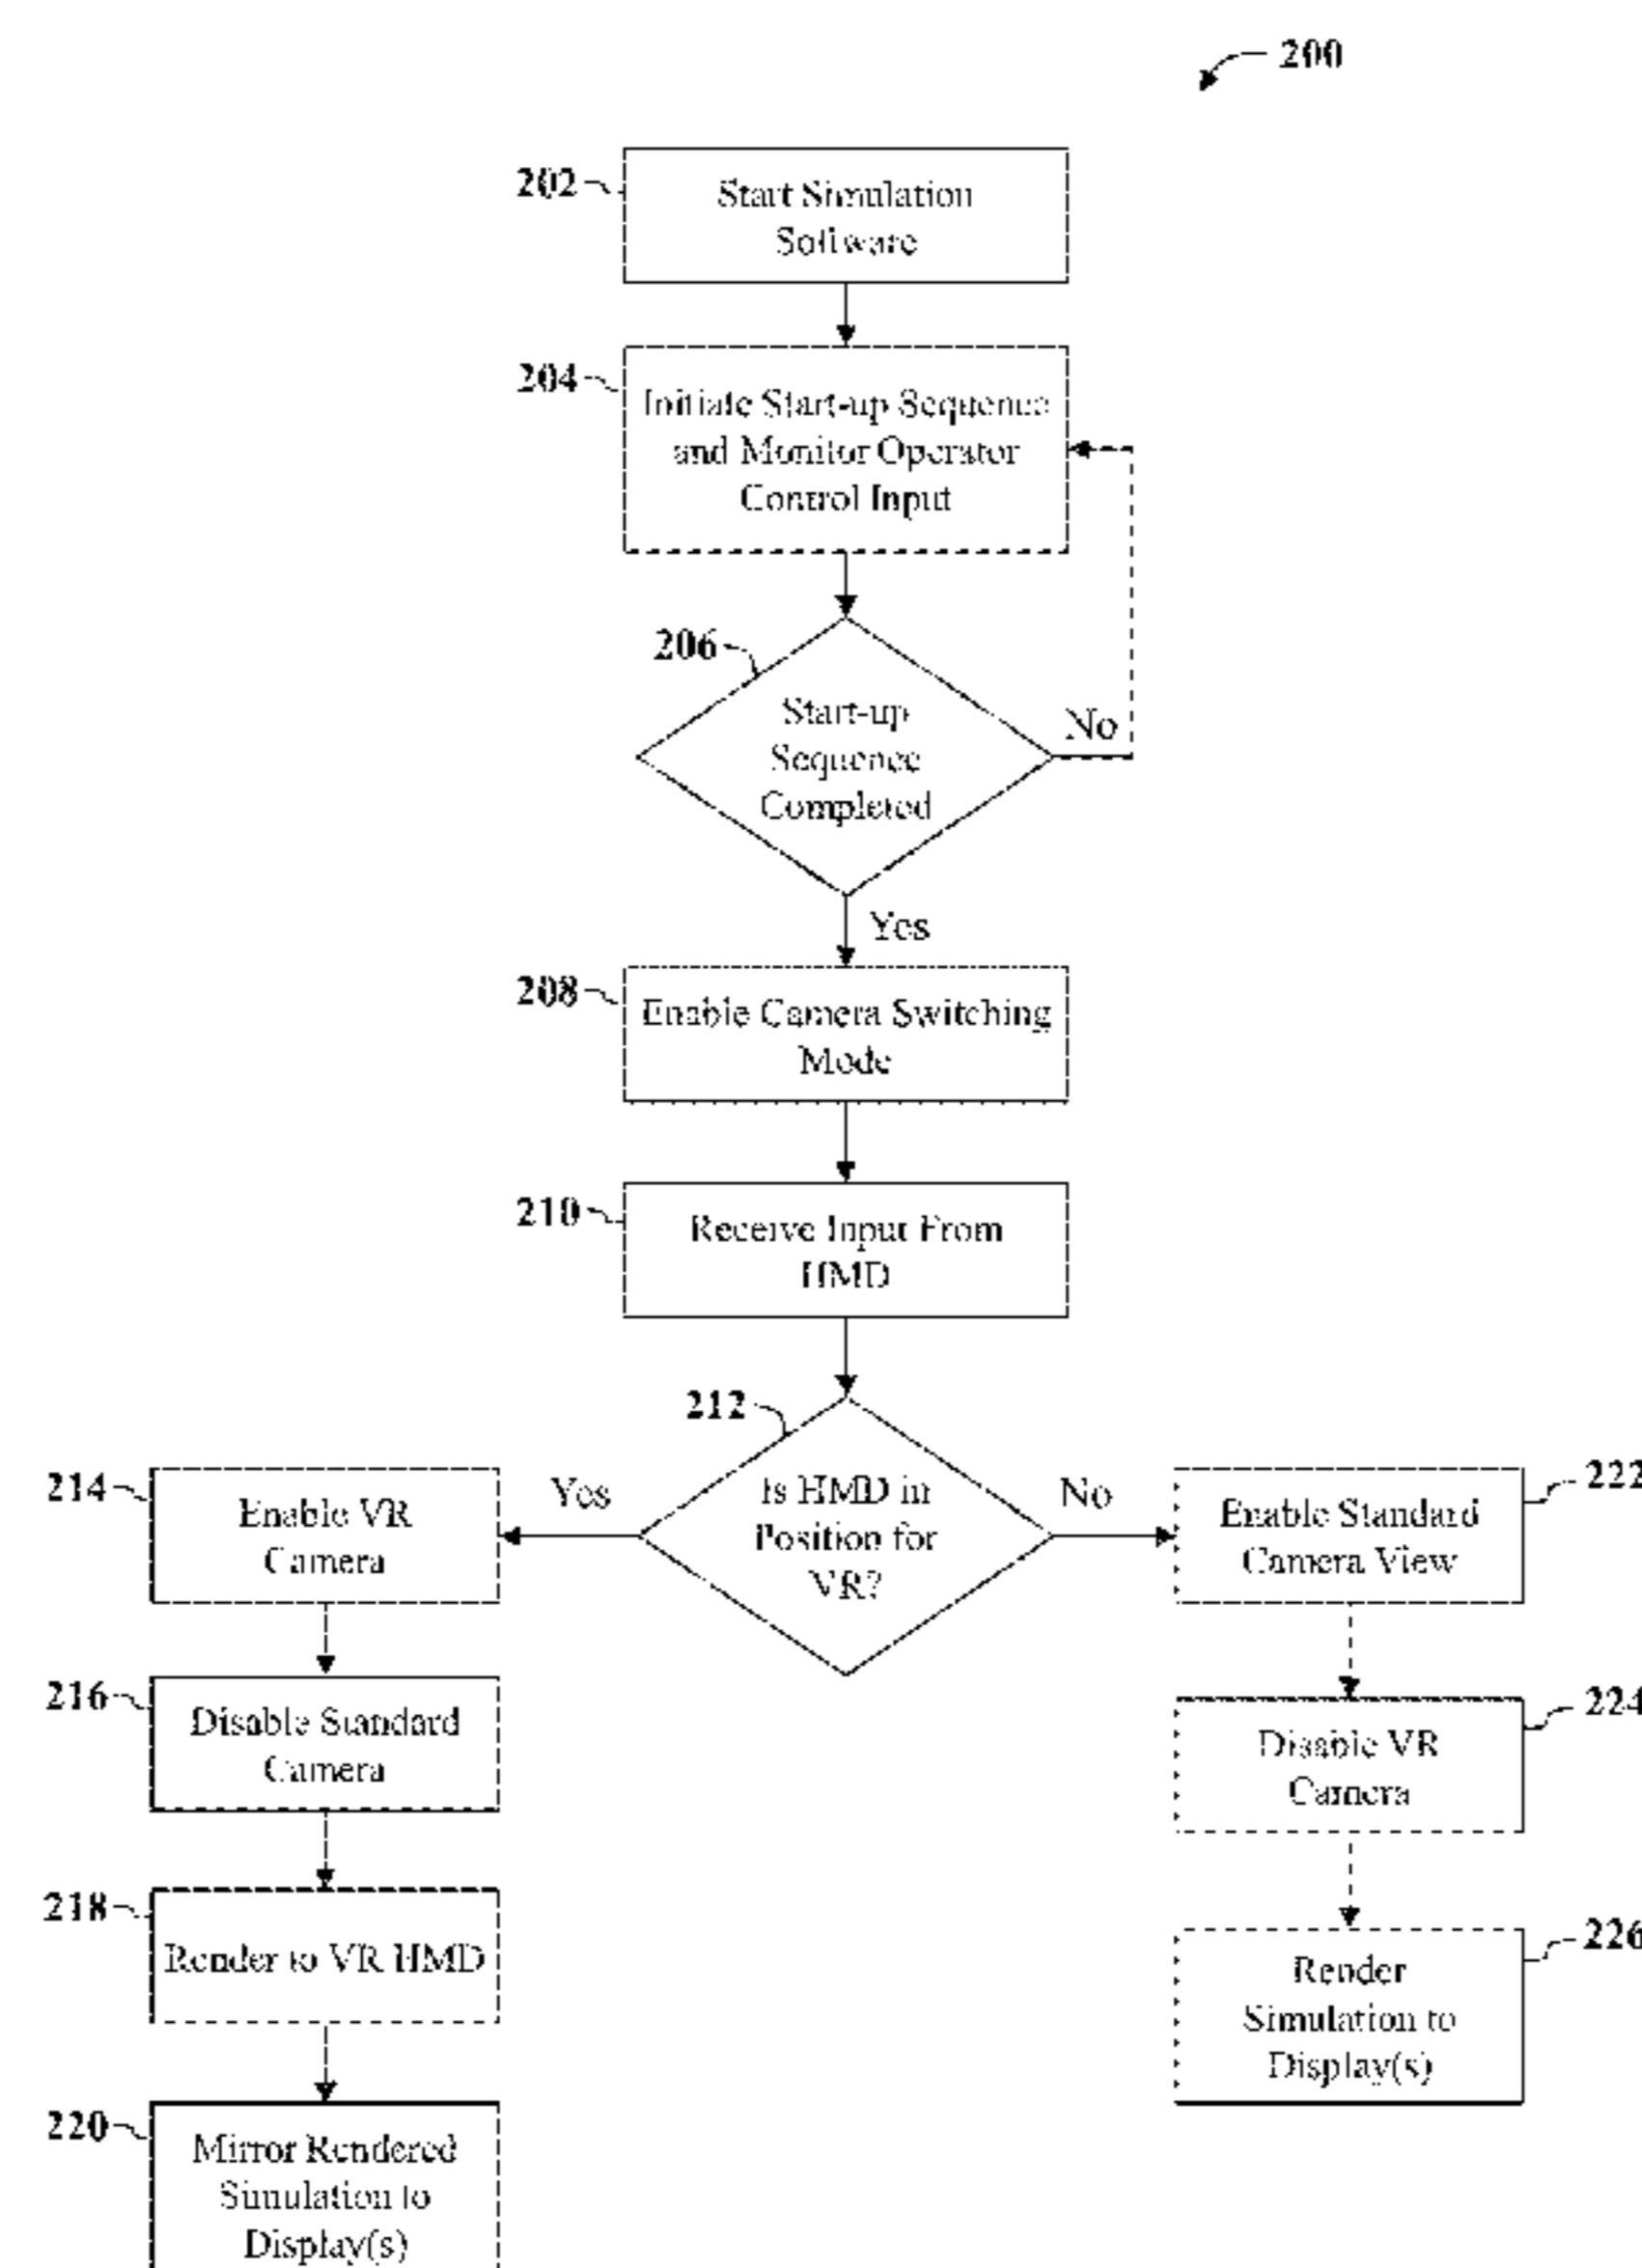 200
202
Start Simulation
Software
204
Initiate Start-up Sequence
and Monitor Operator
Control Input
206
Start-up
Sequence
Completed
No
Yes
208
Enable Camera Switching
Mode
210
Receive Input From
HMD
212
Is HMD in
Position for
VR?
Yes
No
214
Enable VR
Camera
216
Disable Standard
Camera
218
Render to VR HMD
220
Mirror Rendered
Simulation to
Display(s)
222
Enable Standard
Camera View
224
Disable VR
Camera
226
Render
Simulation to
Display(s)